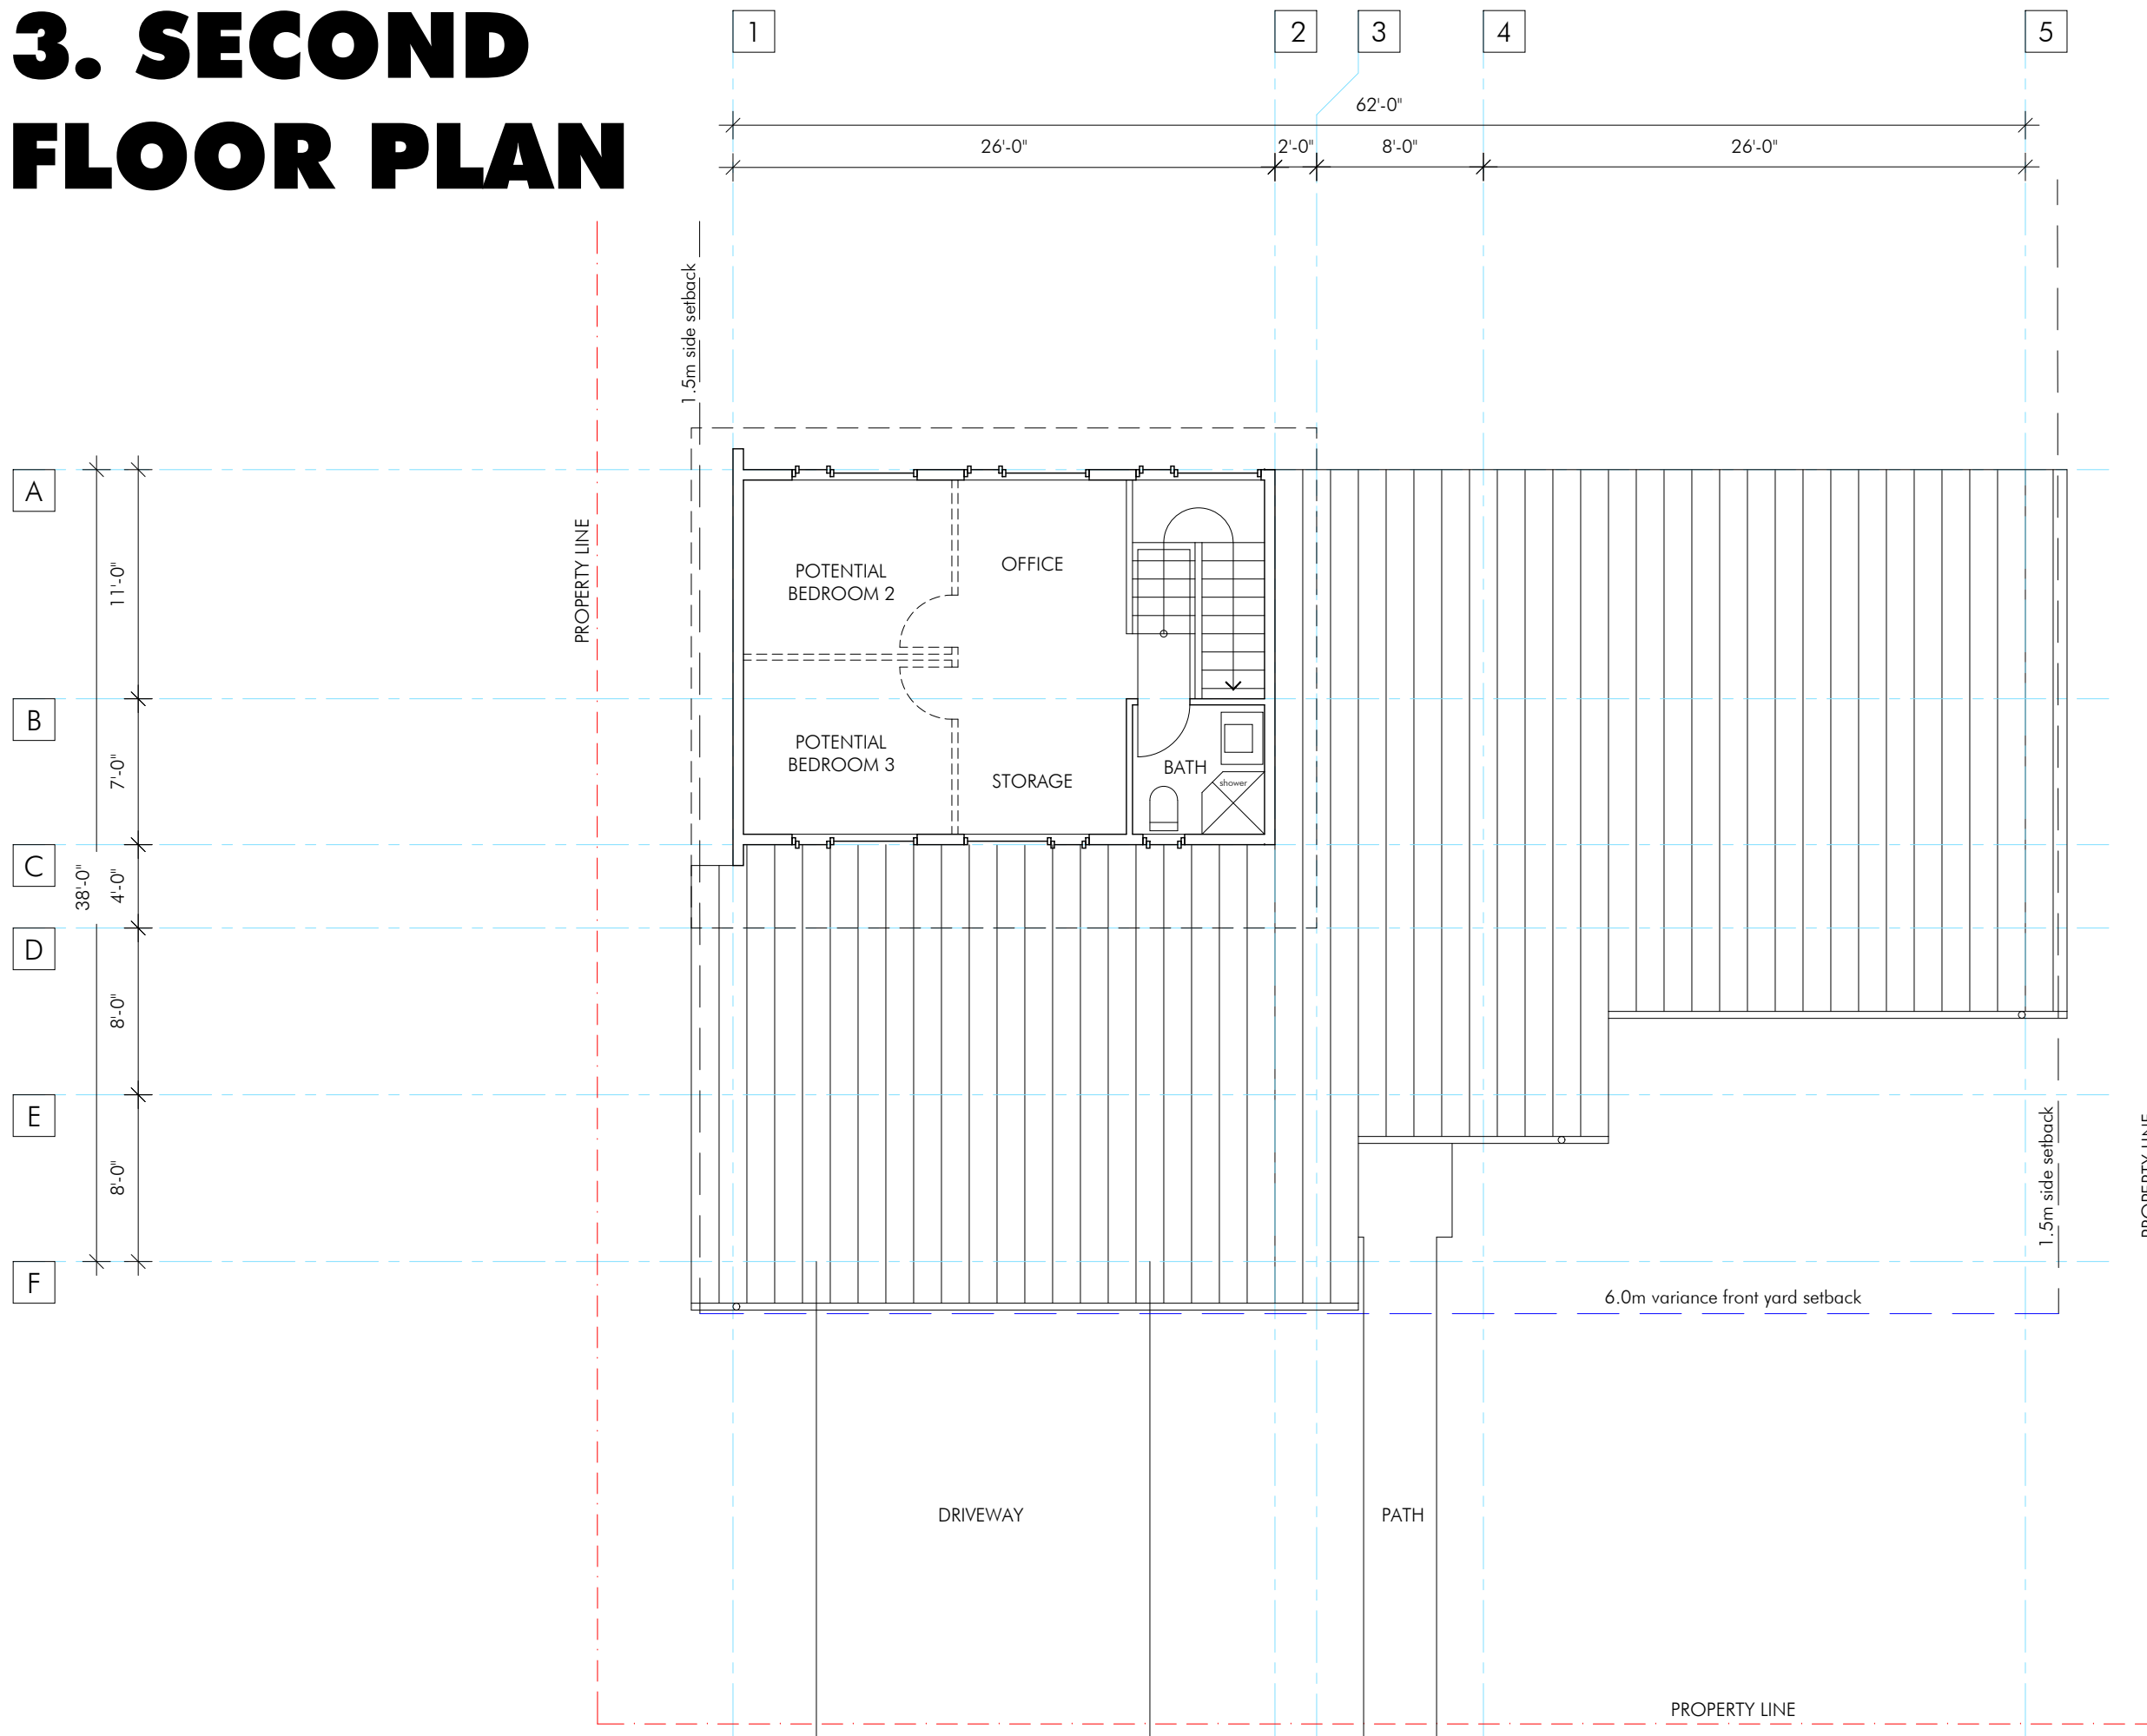 3. SECOND
FLOOR PLAN
1
2
3
4
5
62'-0"
26'-0"
2'-0"
8'-0"
26'-0"
1.5m side setback
A
11'-0"
PROPERTY LINE
OFFICE
POTENTIAL
BEDROOM 2
B
7'-0"
POTENTIAL
BEDROOM 3
STORAGE
BATH
shower
C
38'-0"
4'-0"
D
8'-0"
E
8'-0"
1.5m side setback
PROPERTY LINE
F
6.0m variance front yard setback
DRIVEWAY
PATH
PROPERTY LINE